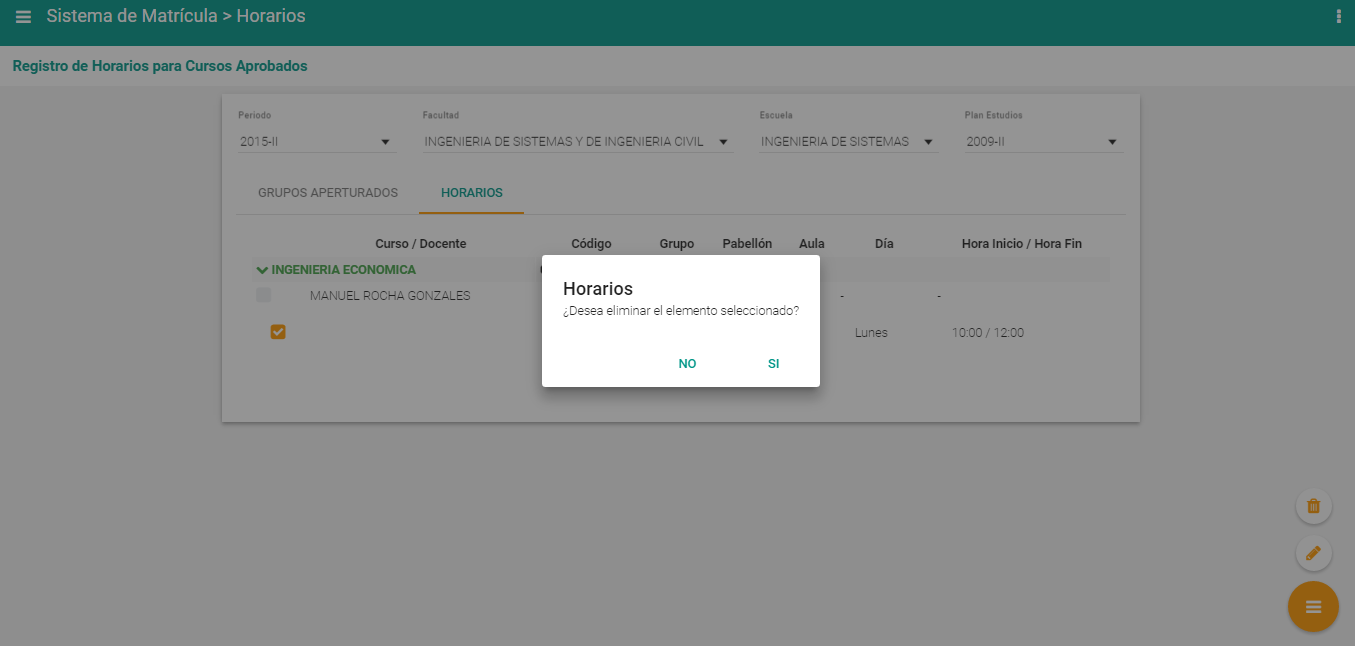 Sistema de Matrícula > Horarios
Registro de Horarios para Cursos Aprobados
Periodo Facultad Escuela Plan Estudios
2015-II INGENIERIA DE SISTEMAS Y DE INGENIERIA CIVIL INGENIERIA DE SISTEMAS 2009-II
GRUPOS APERTURADOS HORARIOS
Curso / Docente Código Grupo Pabellón Aula Día Hora Inicio / Hora Fin
INGENIERIA ECONOMICA
MANUEL ROCHA GONZALES - -
Lunes 10:00 / 12:00
Horarios
¿Desea eliminar el elemento seleccionado?
NO SI